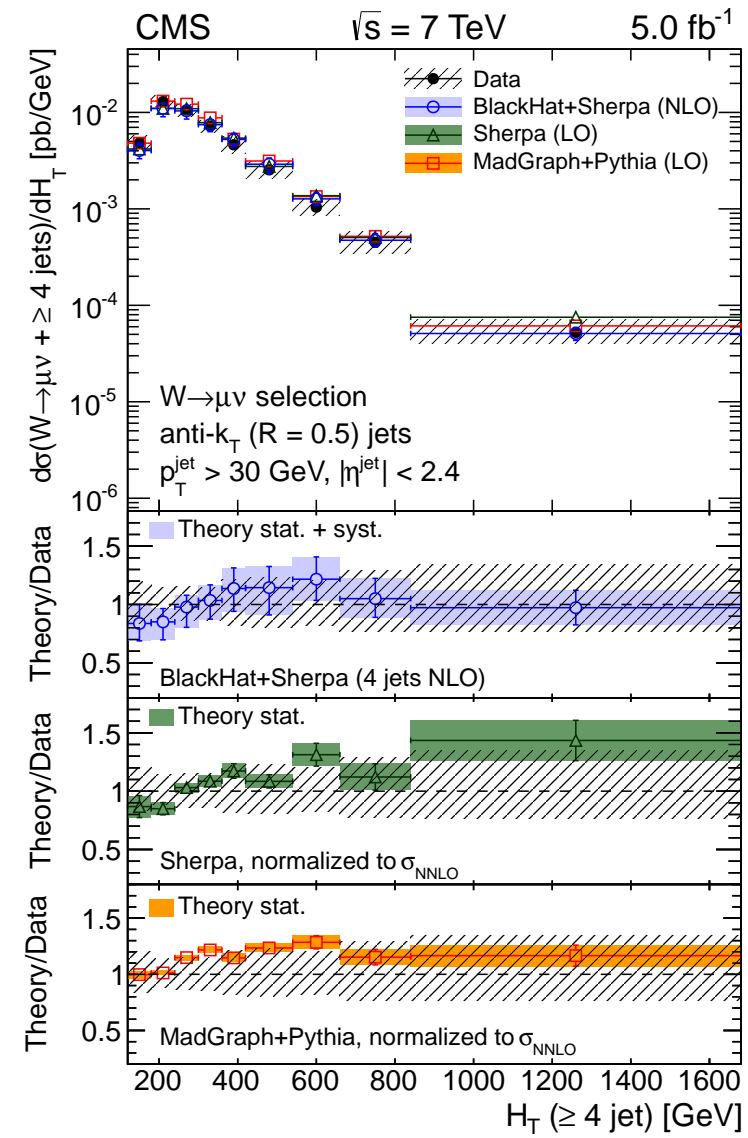 CMS √s = 7 TeV 5.0 fb⁻¹
dσ(W→μν + ≥ 4 jets)/dH_T [pb/GeV]
10⁻²
10⁻³
10⁻⁴
10⁻⁵
10⁻⁶
Data
BlackHat+Sherpa (NLO)
Sherpa (LO)
MadGraph+Pythia (LO)
W→μν selection
anti-k_T (R = 0.5) jets
p_T^jet > 30 GeV, |η^jet| < 2.4
Theory/Data
1.5
1
0.5
Theory stat. + syst.
BlackHat+Sherpa (4 jets NLO)
Theory/Data
1.5
1
0.5
Theory stat.
Sherpa, normalized to σ_NNLO
Theory/Data
1.5
1
0.5
Theory stat.
MadGraph+Pythia, normalized to σ_NNLO
200 400 600 800 1000 1200 1400 1600
H_T (≥ 4 jet) [GeV]